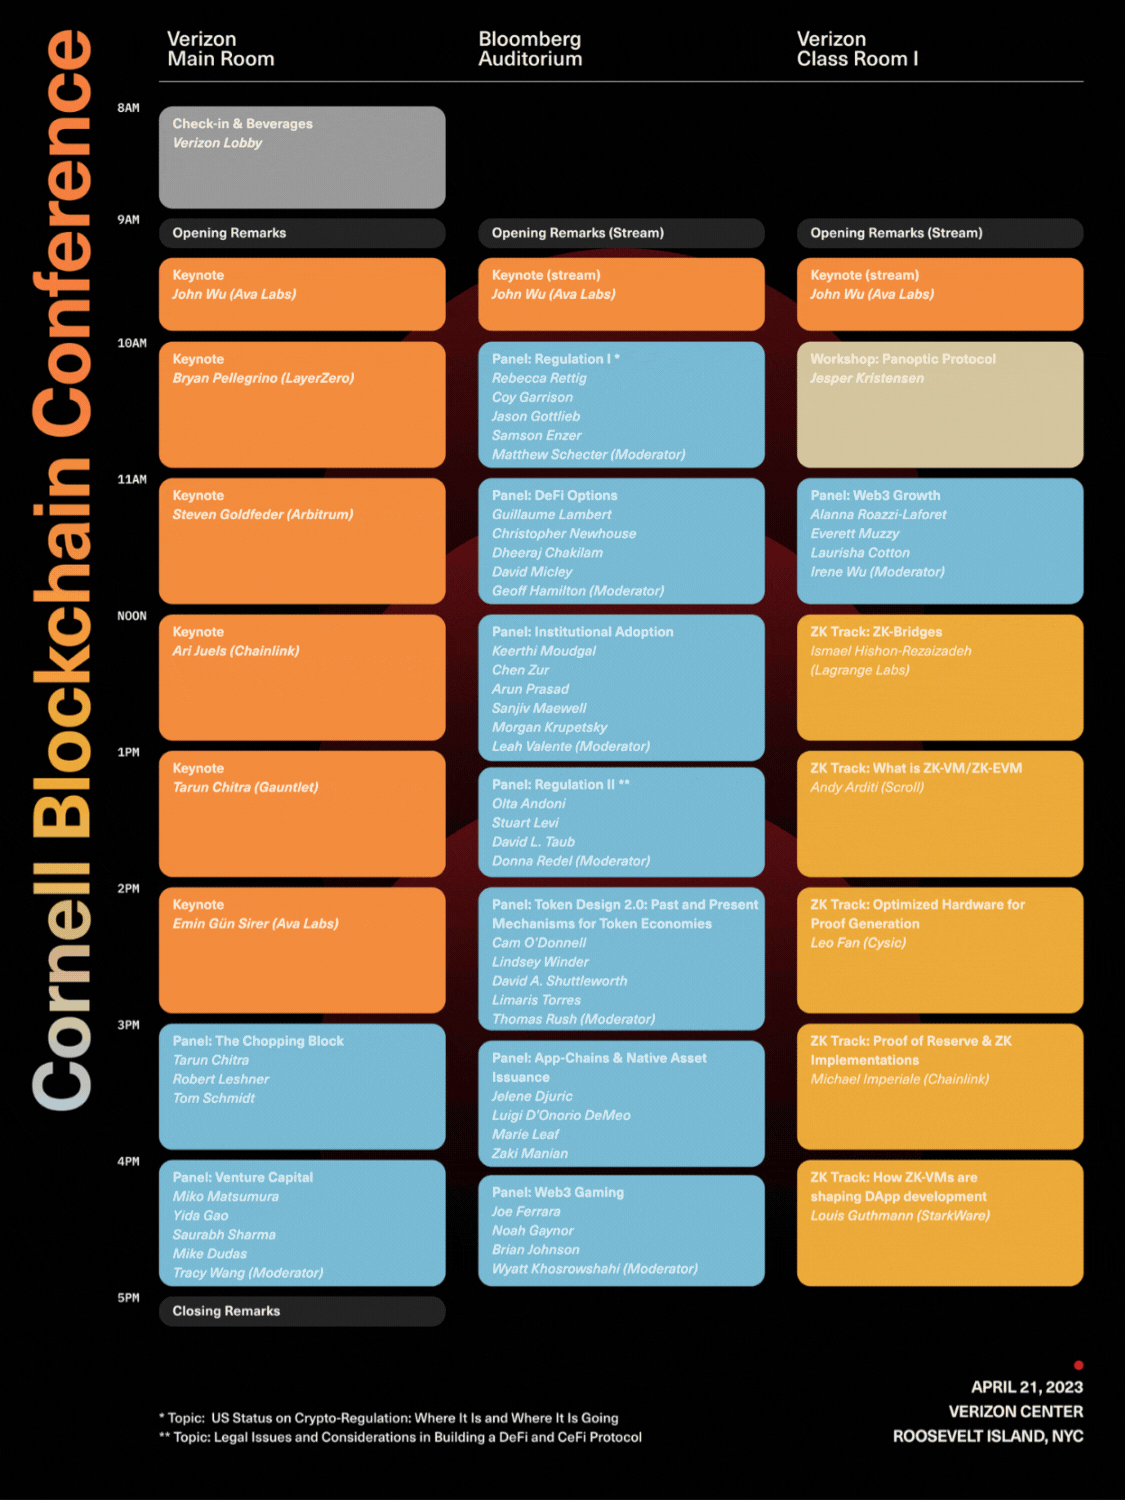 Cornell Blockchain Conference
Verizon
Main Room
Bloomberg
Auditorium
Verizon
Class Room I
8AM
Check-in & Beverages
Verizon Lobby
9AM
Opening Remarks
Opening Remarks (Stream)
Opening Remarks (Stream)
Keynote
John Wu (Ava Labs)
Keynote (stream)
John Wu (Ava Labs)
Keynote (stream)
John Wu (Ava Labs)
10AM
Keynote
Bryan Pellegrino (LayerZero)
Panel: Regulation I *
Rebecca Rettig
Coy Garrison
Jason Gottlieb
Samson Enzer
Matthew Schecter (Moderator)
Workshop: Panoptic Protocol
Jesper Kristensen
11AM
Keynote
Steven Goldfeder (Arbitrum)
Panel: DeFi Options
Guillaume Lambert
Christopher Newhouse
Dheeraj Chakilam
David Micley
Geoff Hamilton (Moderator)
Panel: Web3 Growth
Alanna Roazzi-Laforet
Everett Muzzy
Laurisha Cotton
Irene Wu (Moderator)
NOON
Keynote
Ari Juels (Chainlink)
Panel: Institutional Adoption
Keerthi Moudgal
Chen Zur
Arun Prasad
Sanjiv Maewell
Morgan Krupetsky
Leah Valente (Moderator)
ZK Track: ZK-Bridges
Ismael Hishon-Rezaizadeh
(Lagrange Labs)
1PM
Keynote
Tarun Chitra (Gauntlet)
Panel: Regulation II **
Olta Andoni
Stuart Levi
David L. Taub
Donna Redel (Moderator)
ZK Track: What is ZK-VM/ZK-EVM
Andy Arditi (Scroll)
2PM
Keynote
Emin Gün Sirer (Ava Labs)
Panel: Token Design 2.0: Past and Present
Mechanisms for Token Economies
Cam O'Donnell
Lindsey Winder
David A. Shuttleworth
Limaris Torres
Thomas Rush (Moderator)
ZK Track: Optimized Hardware for
Proof Generation
Leo Fan (Cysic)
3PM
Panel: The Chopping Block
Tarun Chitra
Robert Leshner
Tom Schmidt
Panel: App-Chains & Native Asset
Issuance
Jelene Djuric
Luigi D'Onorio DeMeo
Marie Leaf
Zaki Manian
ZK Track: Proof of Reserve & ZK
Implementations
Michael Imperiale (Chainlink)
4PM
Panel: Venture Capital
Miko Matsumura
Yida Gao
Saurabh Sharma
Mike Dudas
Tracy Wang (Moderator)
Panel: Web3 Gaming
Joe Ferrara
Noah Gaynor
Brian Johnson
Wyatt Khosrowshahi (Moderator)
ZK Track: How ZK-VMs are
shaping DApp development
Louis Guthmann (StarkWare)
5PM
Closing Remarks
* Topic: US Status on Crypto-Regulation: Where It Is and Where It Is Going
** Topic: Legal Issues and Considerations in Building a DeFi and CeFi Protocol
APRIL 21, 2023
VERIZON CENTER
ROOSEVELT ISLAND, NYC